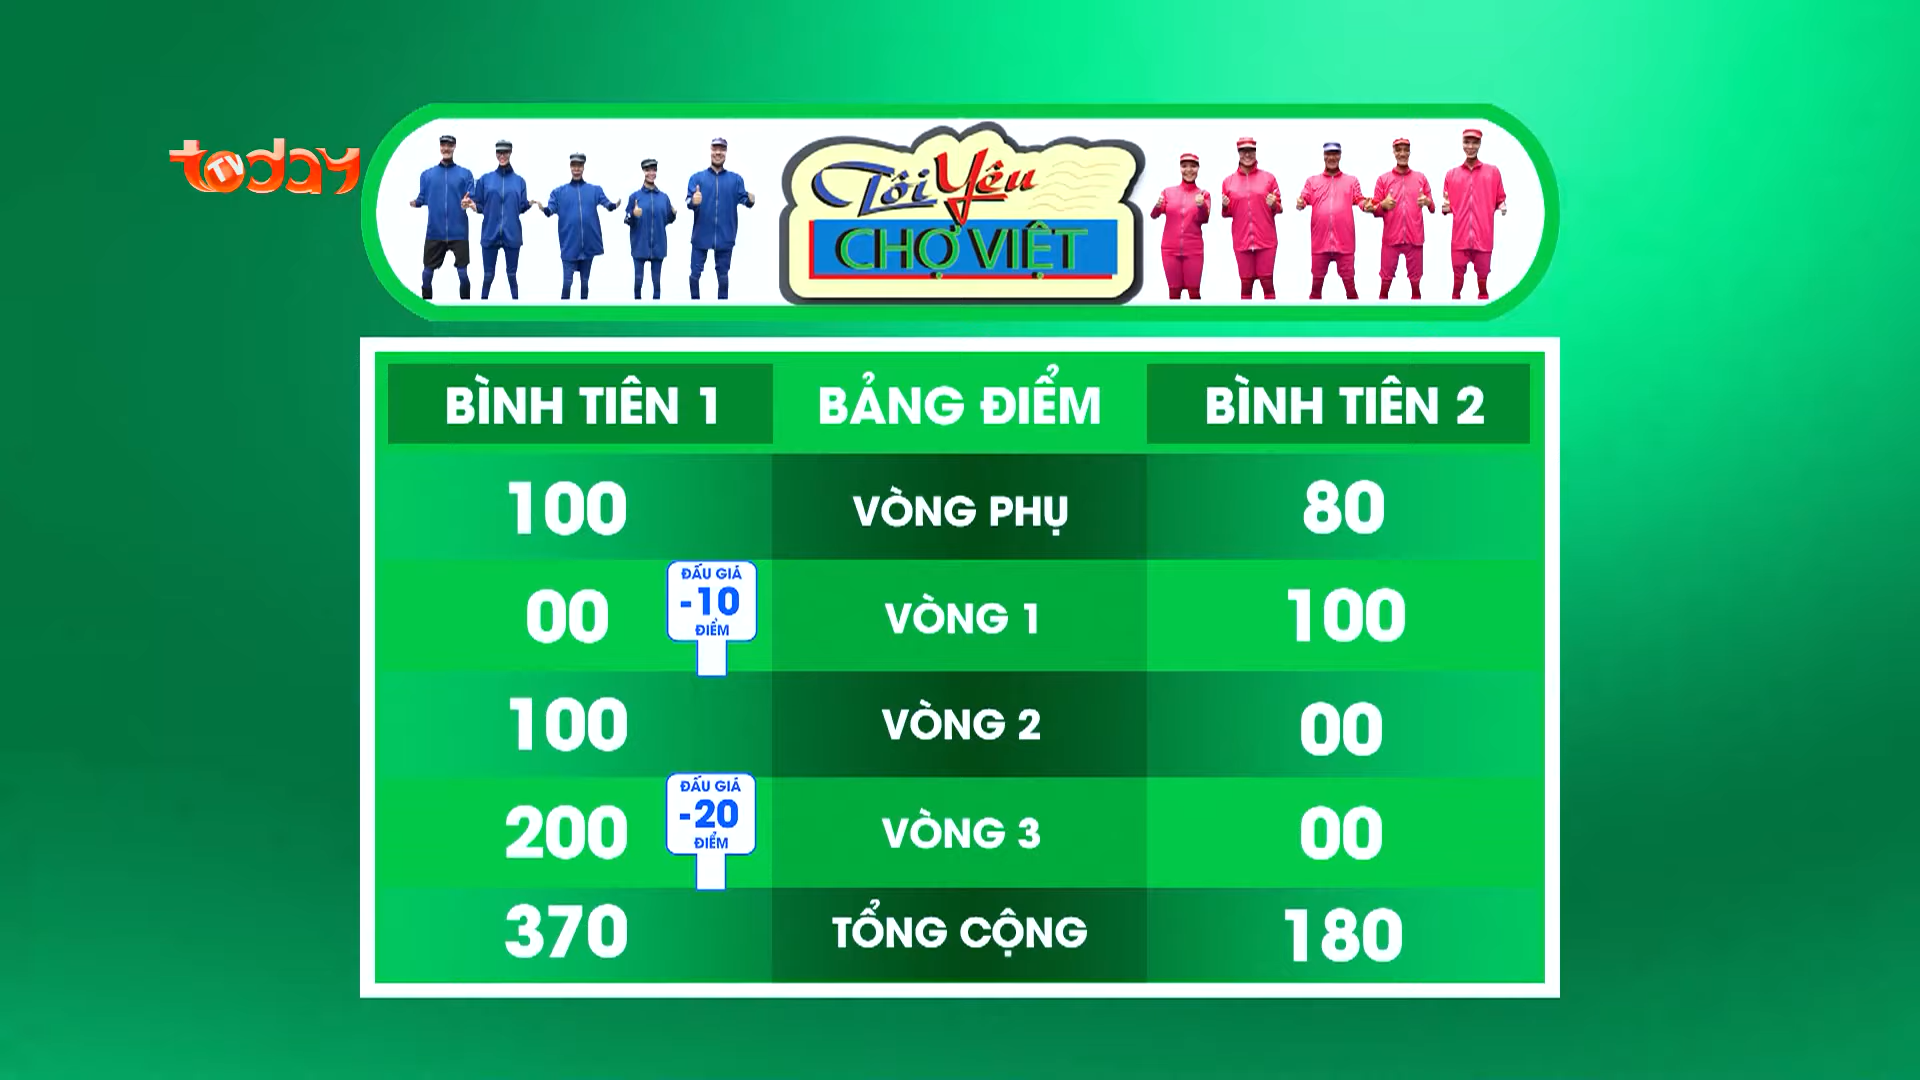 today
TV
Tôi Yêu
CHỢ VIỆT
BÌNH TIÊN 1 BẢNG ĐIỂM BÌNH TIÊN 2
100 VÒNG PHỤ 80
ĐẤU GIÁ
-10
ĐIỂM
00 VÒNG 1 100
100 VÒNG 2 00
ĐẤU GIÁ
-20
ĐIỂM
200 VÒNG 3 00
370 TỔNG CỘNG 180